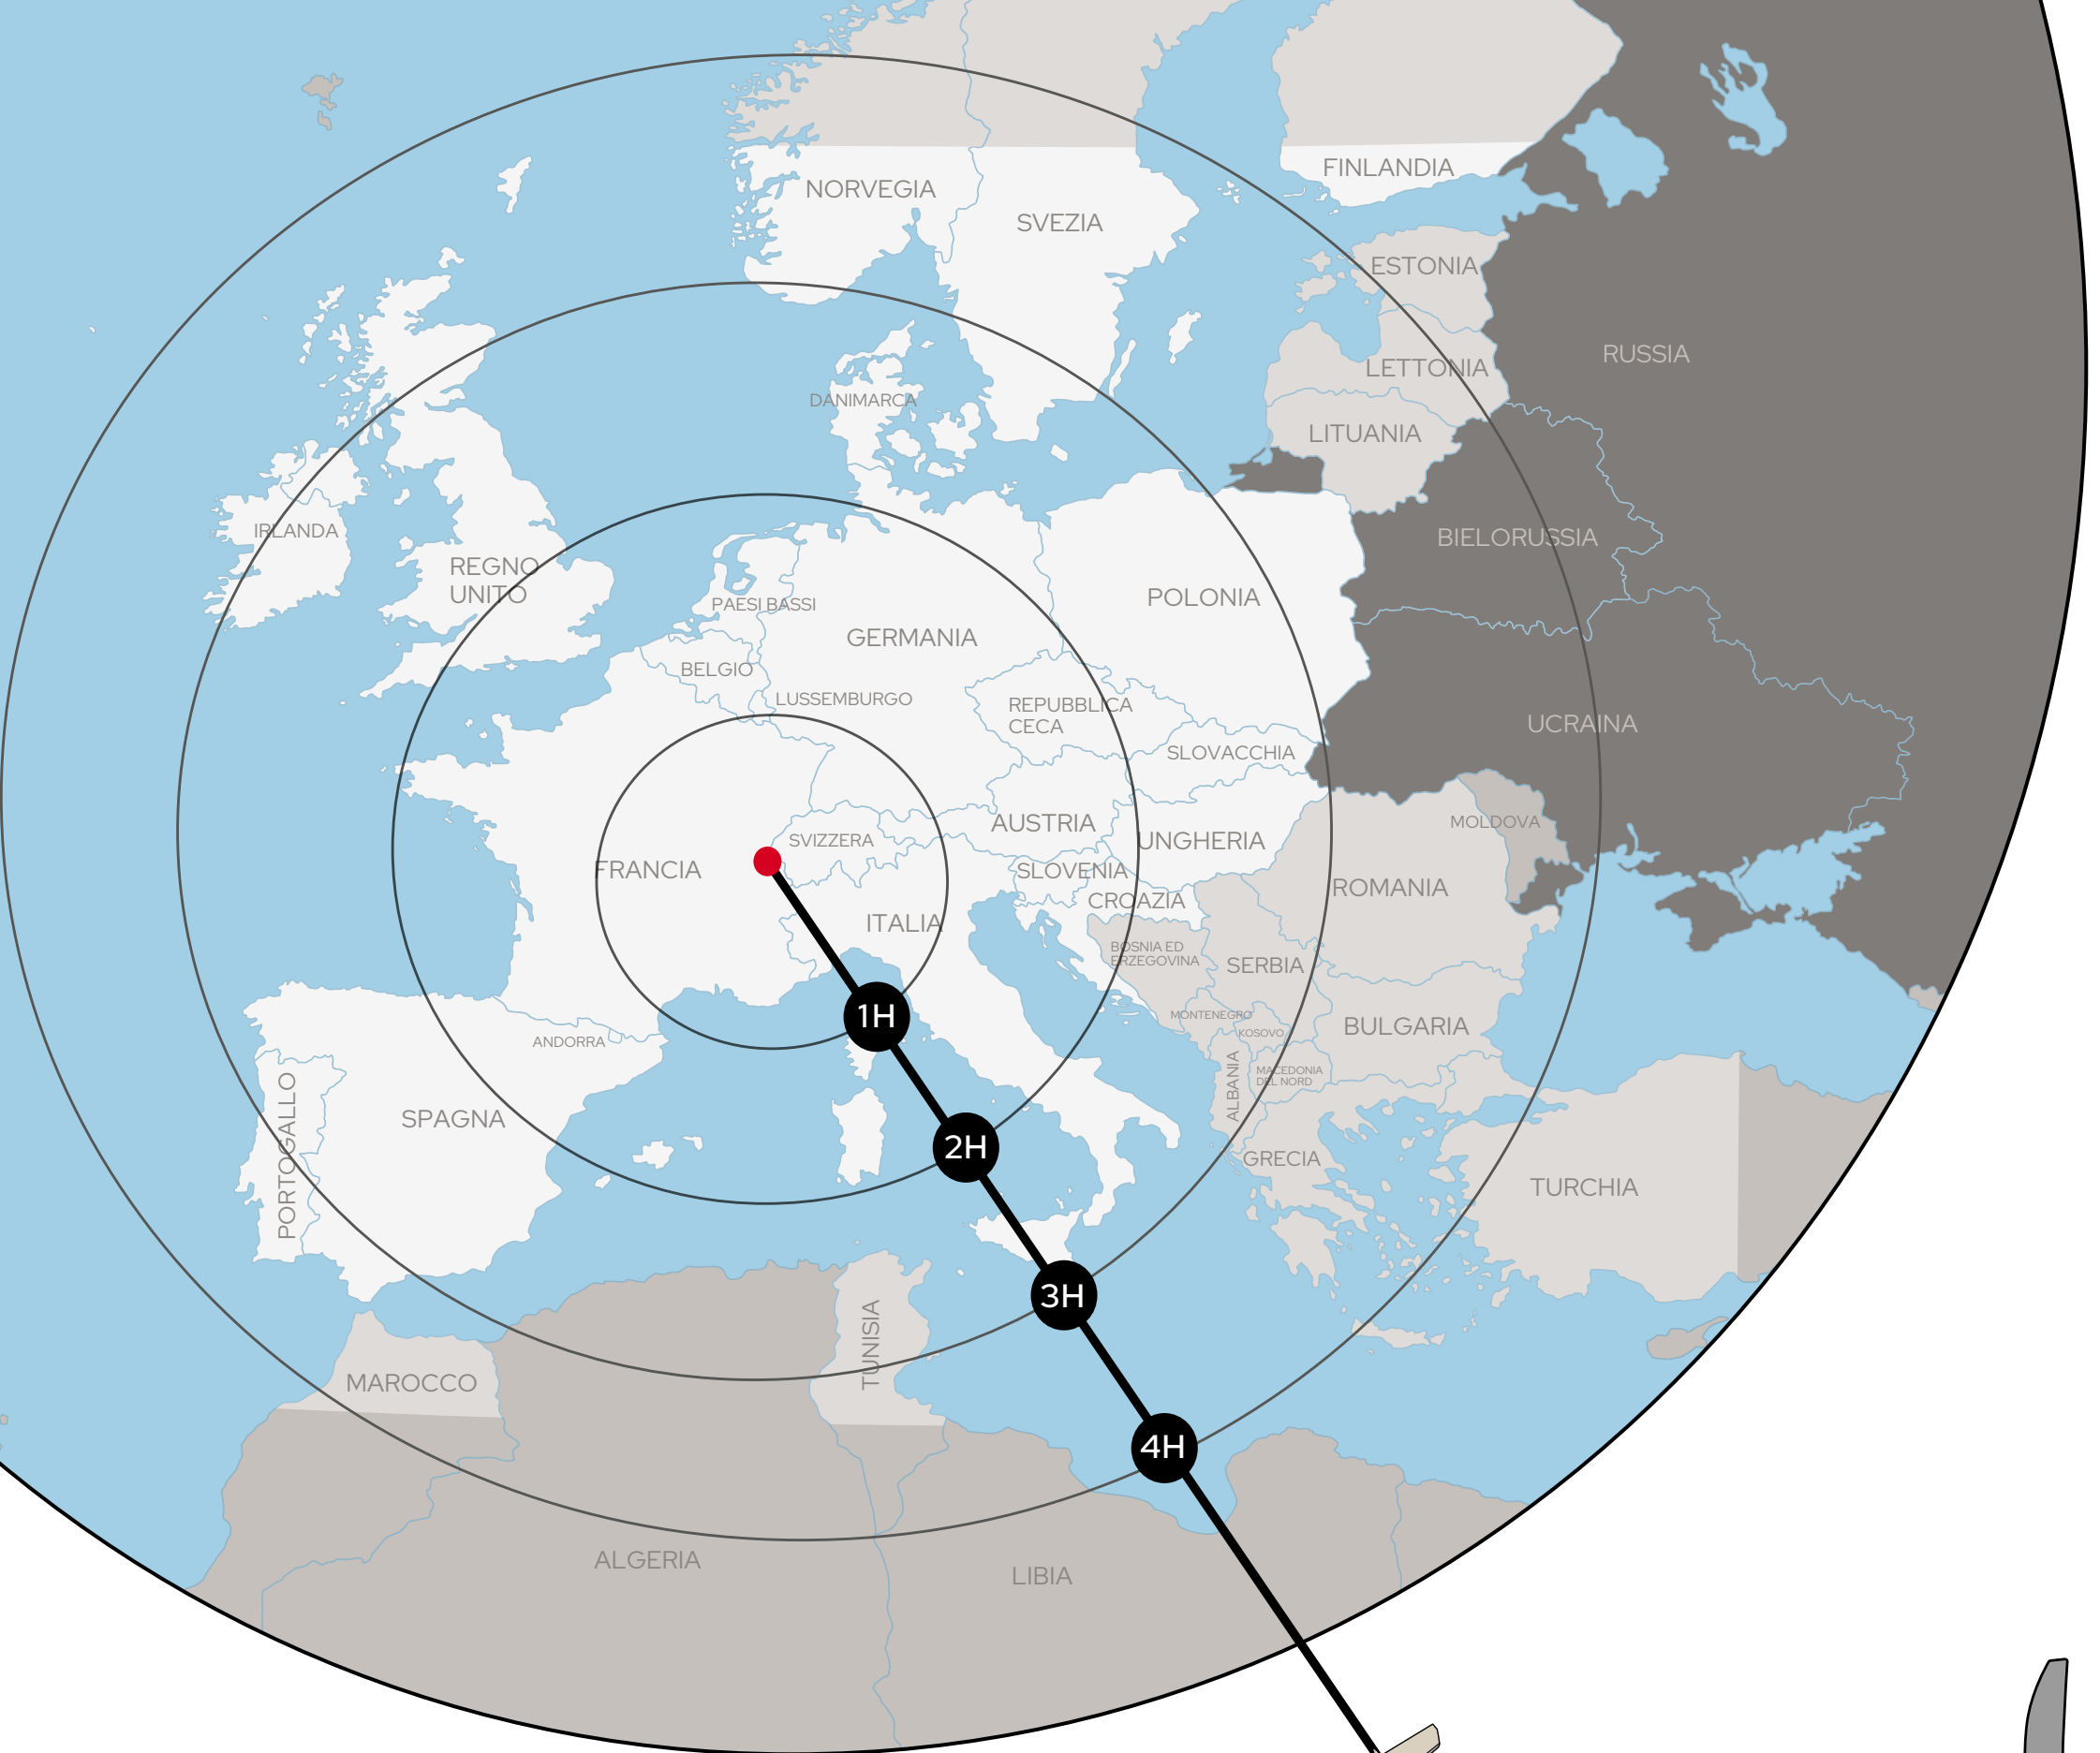 NORVEGIA
FINLANDIA
SVEZIA
ESTONIA
RUSSIA
LETTONIA
DANIMARCA
LITUANIA
IRLANDA
BIELORUSSIA
REGNO
UNITO
PAESI BASSI
POLONIA
GERMANIA
BELGIO
LUSSEMBURGO
REPUBBLICA
CECA
UCRAINA
SLOVACCHIA
AUSTRIA
MOLDOVA
SVIZZERA
UNGHERIA
FRANCIA
SLOVENIA
ROMANIA
CROAZIA
ITALIA
BOSNIA ED
ERZEGOVINA
SERBIA
MONTENEGRO
1H
BULGARIA
KOSOVO
ANDORRA
MACEDONIA
DEL NORD
ALBANIA
SPAGNA
PORTOGALLO
2H
GRECIA
TURCHIA
3H
TUNISIA
MAROCCO
4H
ALGERIA
LIBIA